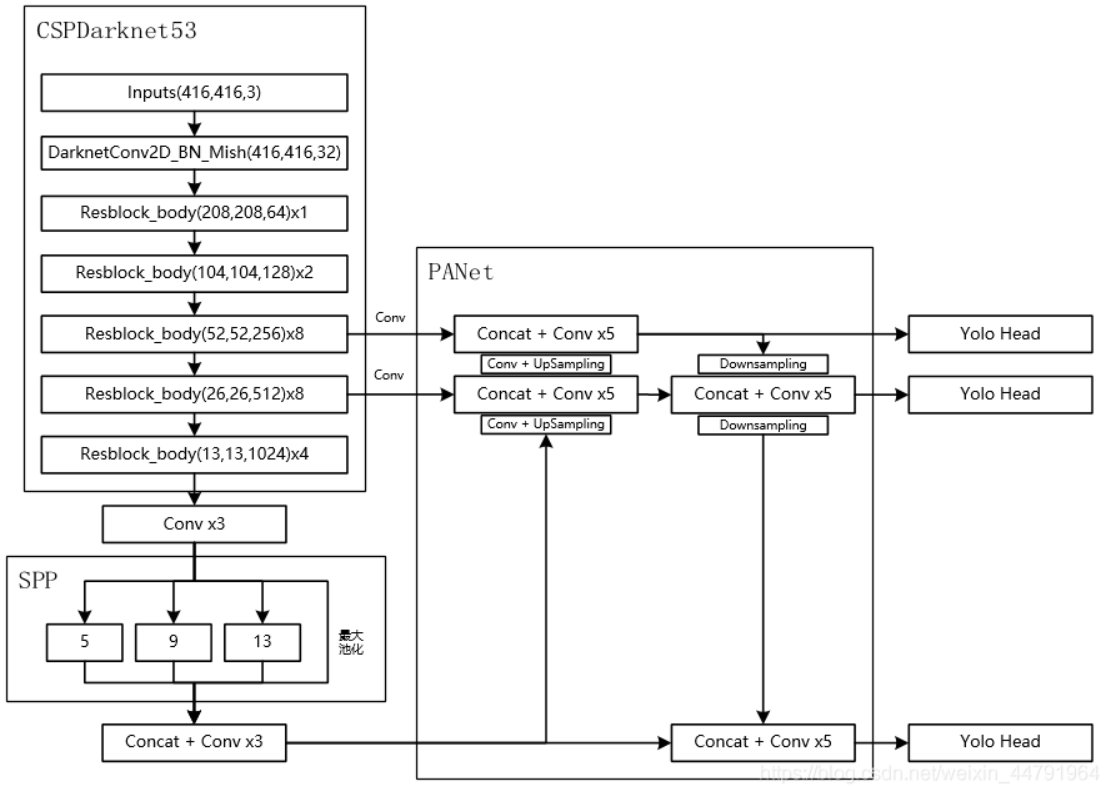 CSPDarknet53
Inputs(416,416,3)
DarknetConv2D_BN_Mish(416,416,32)
Resblock_body(208,208,64)x1
Resblock_body(104,104,128)x2
Resblock_body(52,52,256)x8
Resblock_body(26,26,512)x8
Resblock_body(13,13,1024)x4
Conv x3
SPP
5
9
13
最大
池化
Concat + Conv x3
Conv
Conv
PANet
Concat + Conv x5
Conv + UpSampling
Concat + Conv x5
Conv + UpSampling
Downsampling
Concat + Conv x5
Downsampling
Concat + Conv x5
Yolo Head
Yolo Head
Yolo Head
https://blog.csdn.net/weixin_44791964